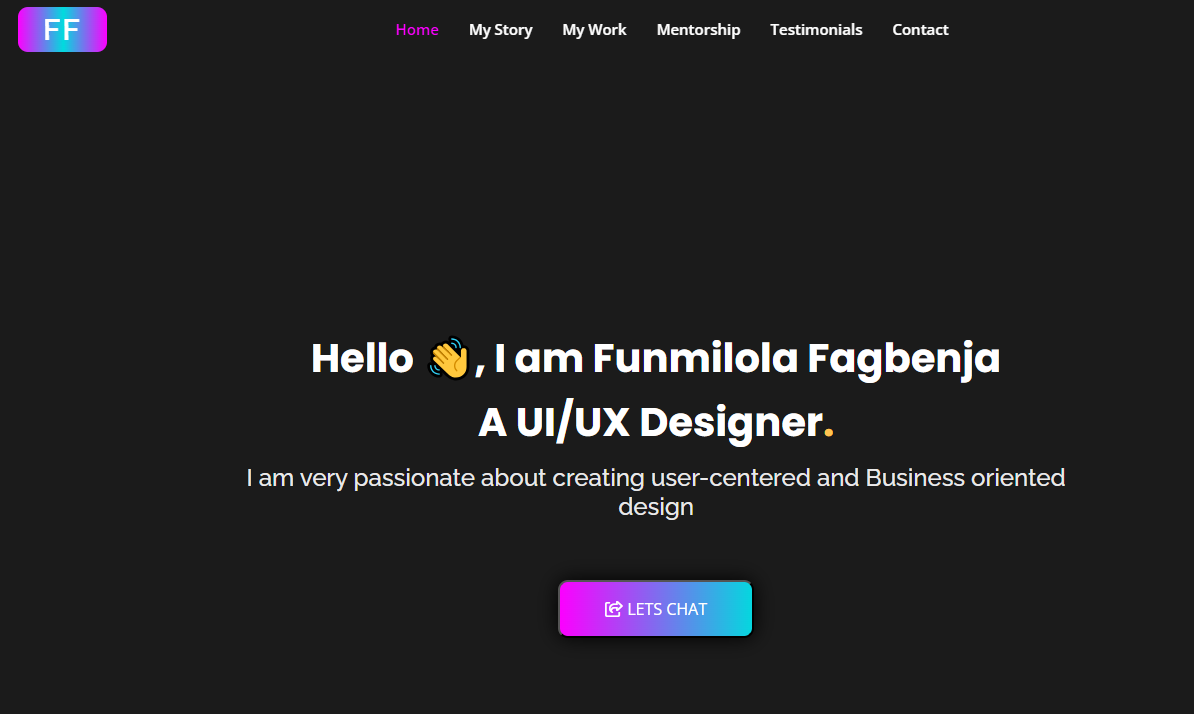 FF
Home My Story My Work Mentorship Testimonials Contact
Hello 👋, I am Funmilola Fagbenja
A UI/UX Designer.
I am very passionate about creating user-centered and Business oriented
design
LETS CHAT